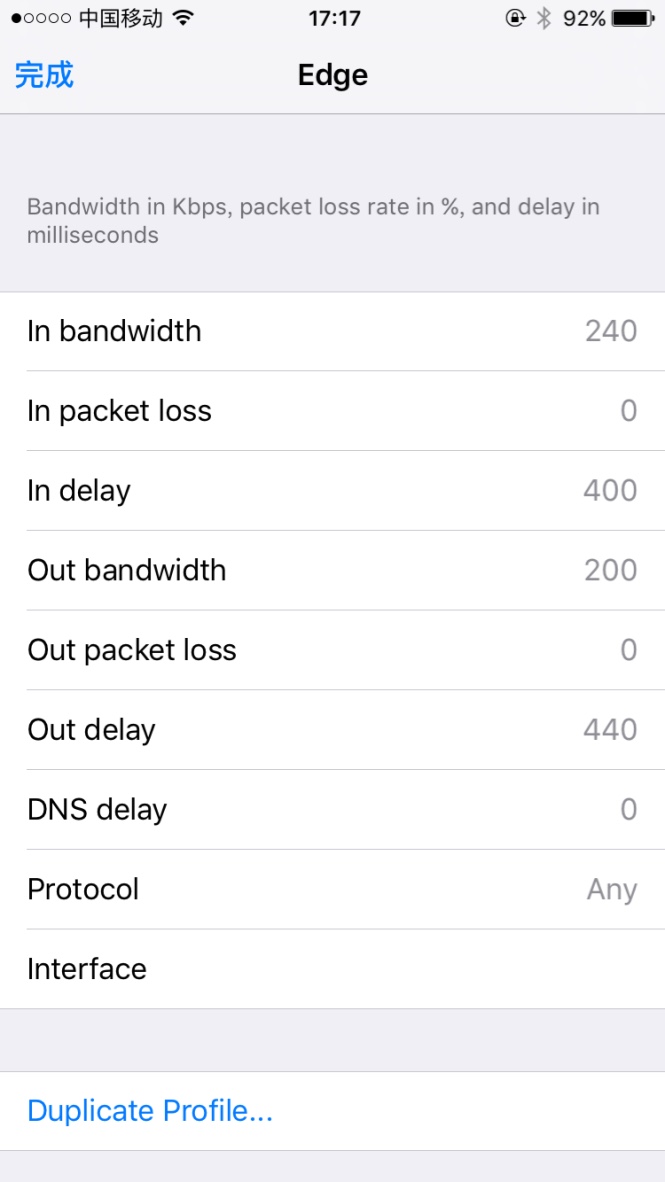 中国移动 17:17 92%
完成 Edge
Bandwidth in Kbps, packet loss rate in %, and delay in
milliseconds
In bandwidth 240
In packet loss 0
In delay 400
Out bandwidth 200
Out packet loss 0
Out delay 440
DNS delay 0
Protocol Any
Interface
Duplicate Profile...